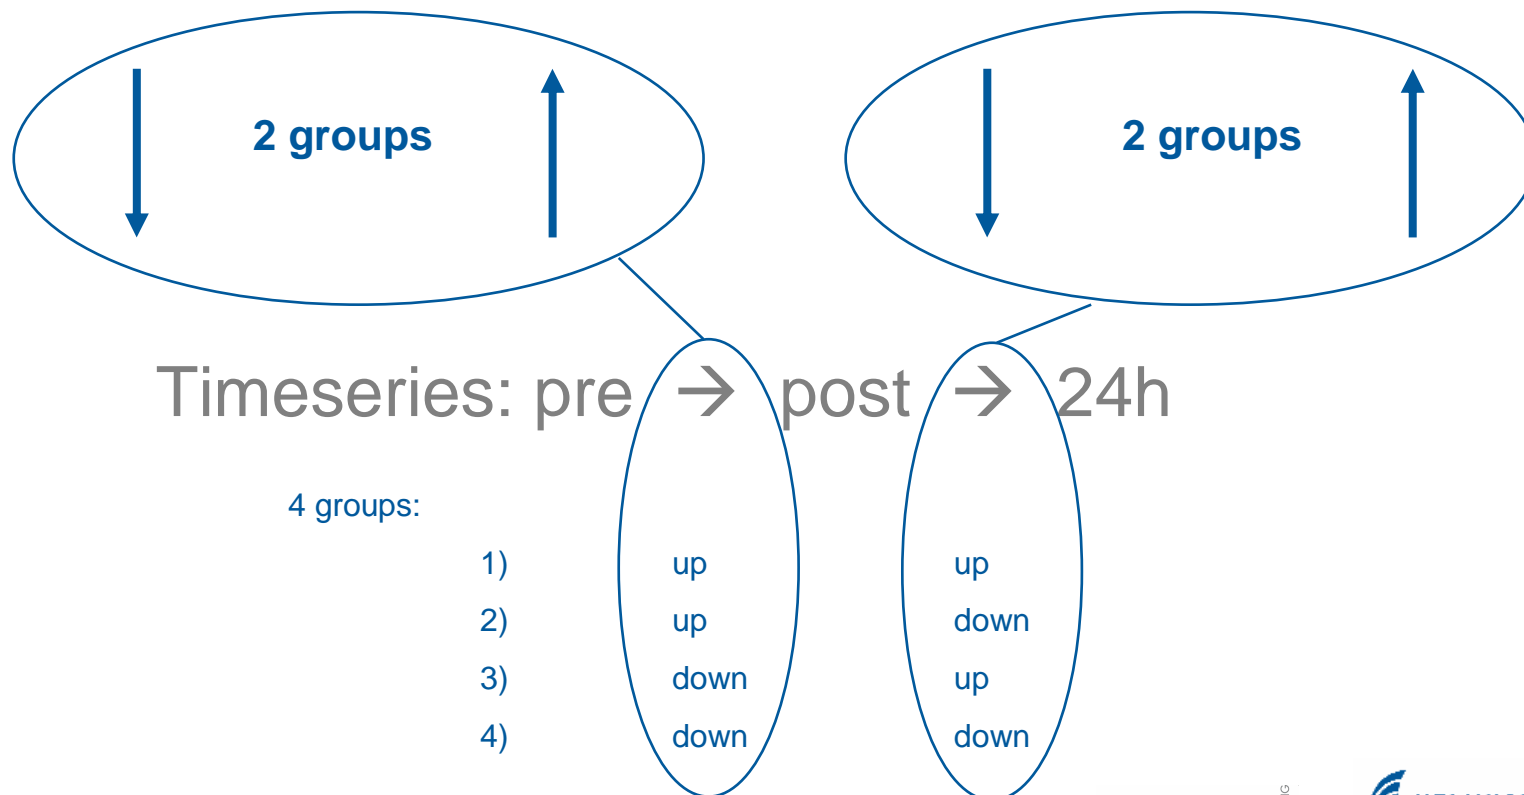 2 groups 2 groups
Timeseries: pre → post → 24h
4 groups:
1) up up
2) up down
3) down up
4) down down